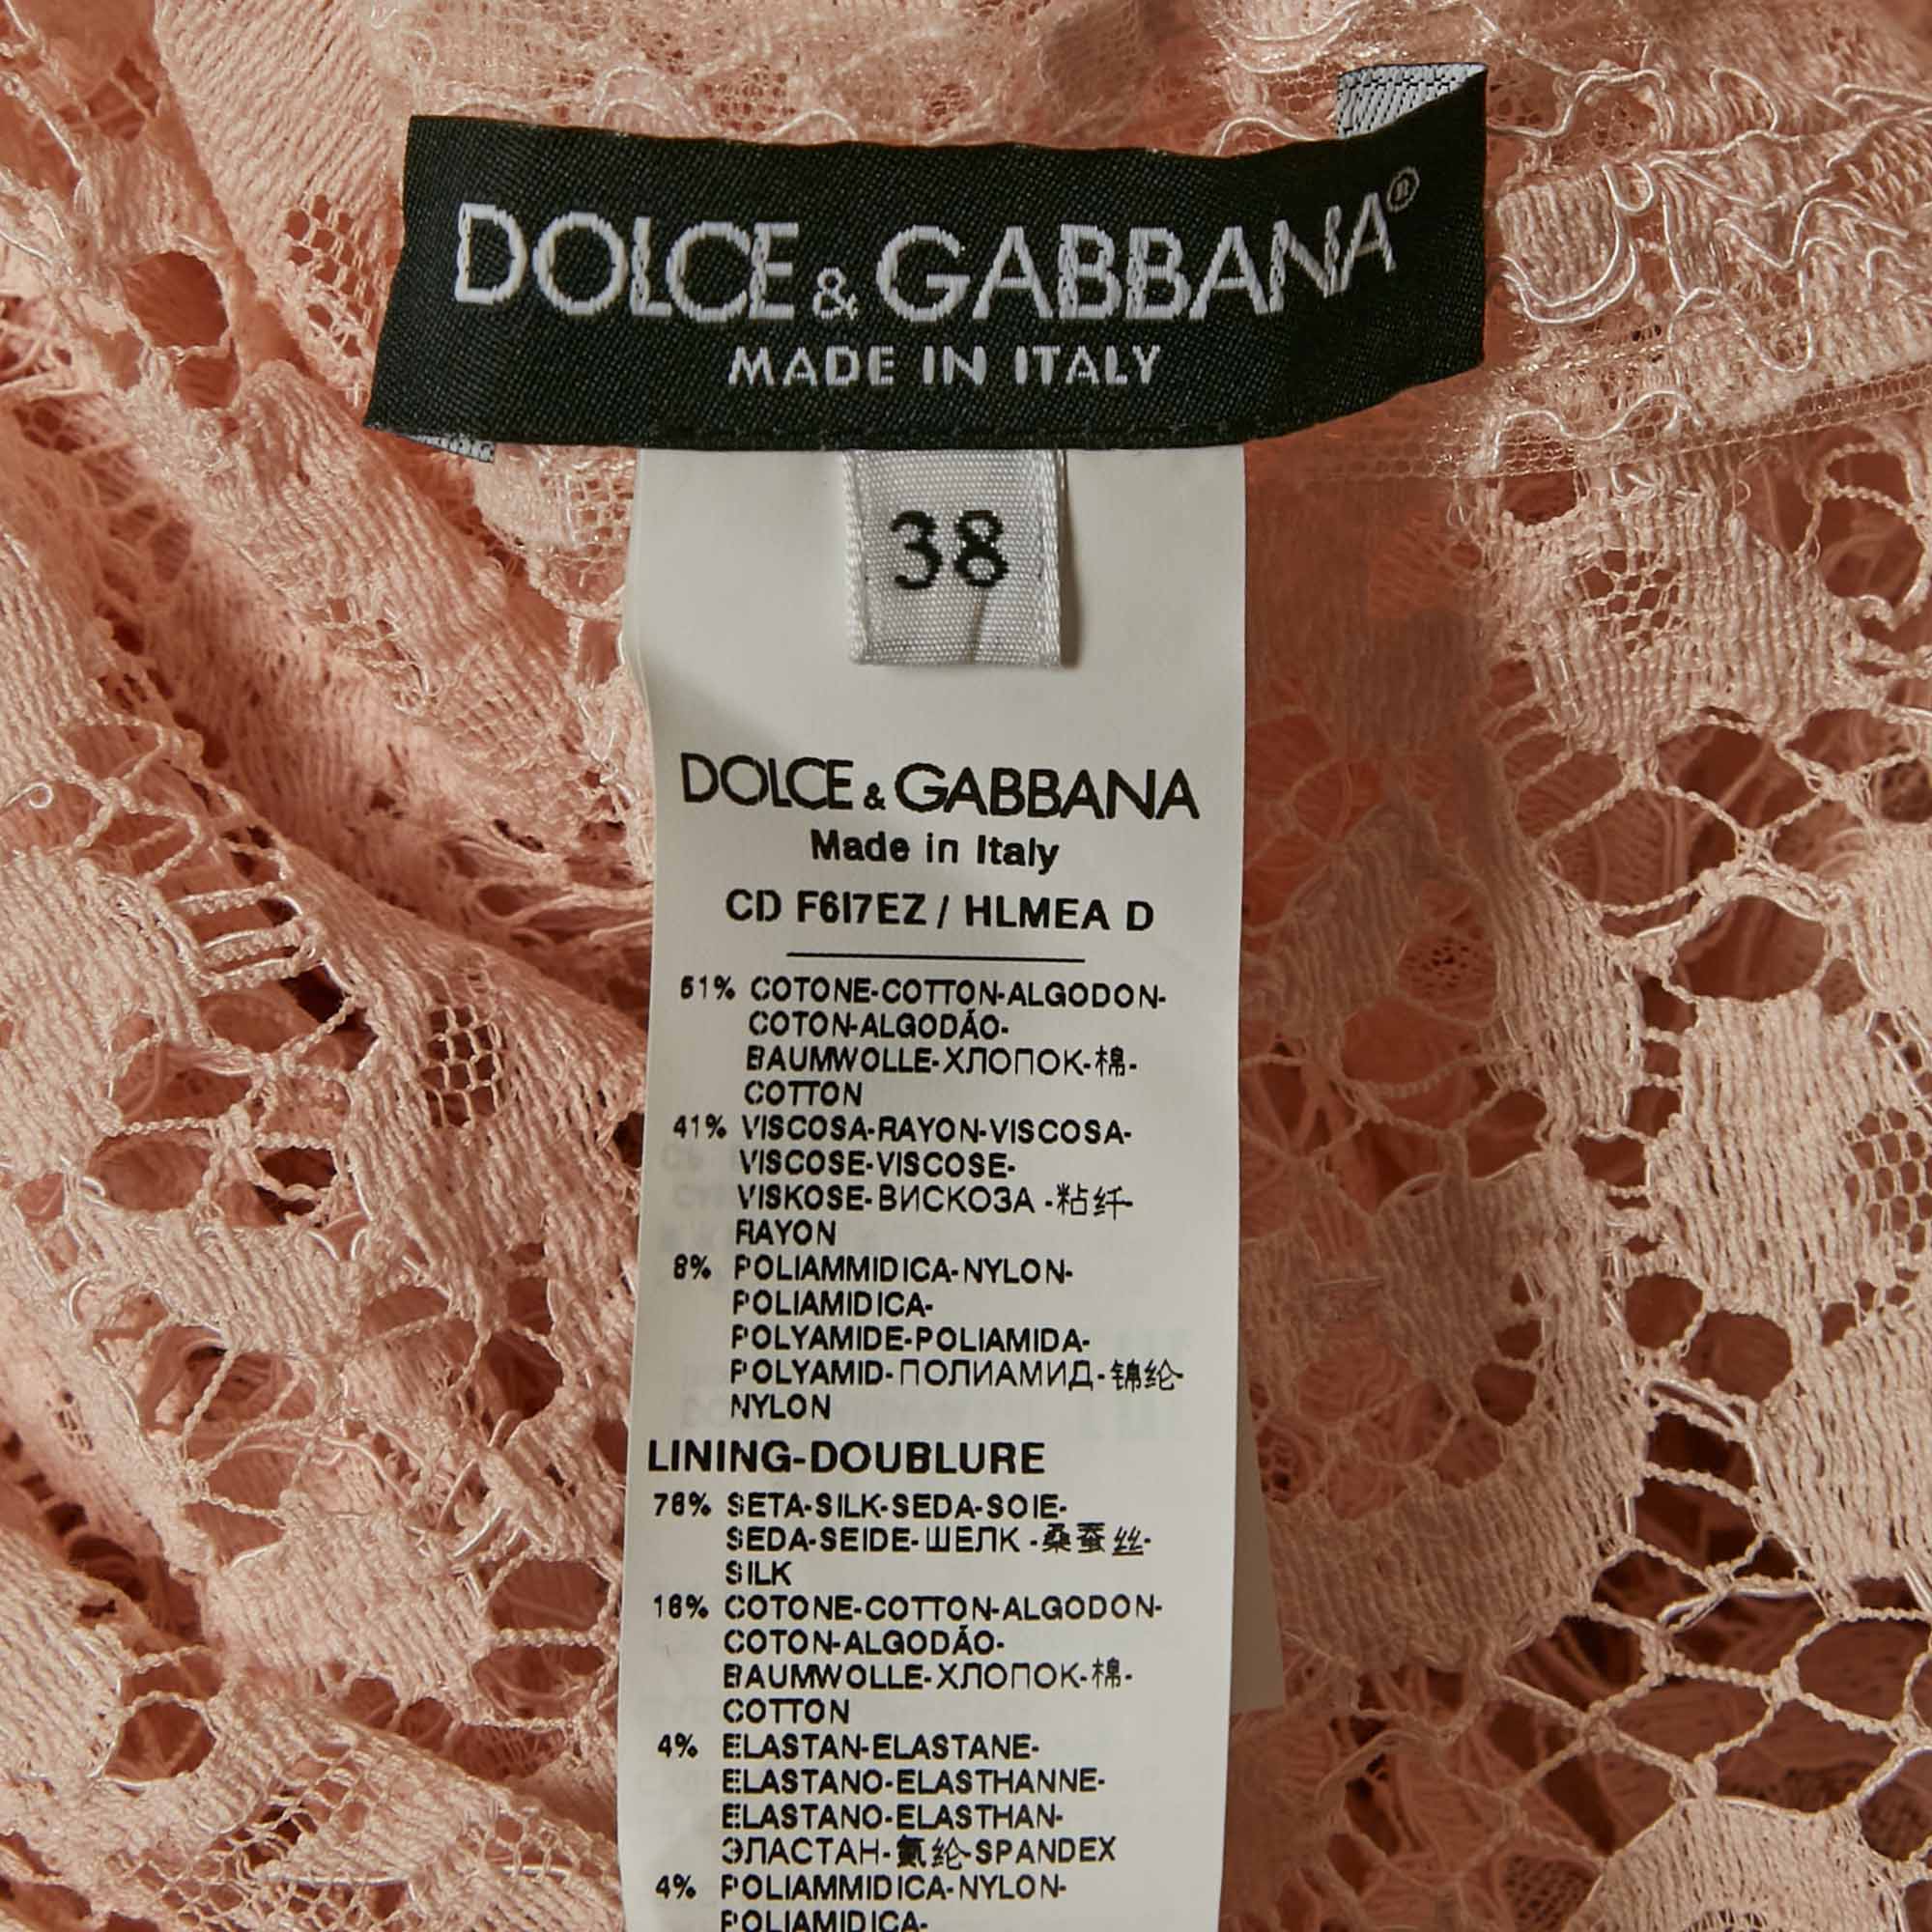 DOLCE & GABBANA®
MADE IN ITALY
38
DOLCE & GABBANA
Made in Italy
CD F6I7EZ / HLMEA D
51% COTONE-COTTON-ALGODON-
COTON-ALGODÃO-
BAUMWOLLE-ХЛОПОК-棉-
COTTON
41% VISCOSA-RAYON-VISCOSA-
VISCOSE-VISCOSE-
VISKOSE-ВИСКОЗА -粘纤-
RAYON
8% POLIAMMIDICA-NYLON-
POLIAMIDICA-
POLYAMIDE-POLIAMIDA-
POLYAMID-ПОЛИАМИД-锦纶-
NYLON
LINING-DOUBLURE
76% SETA-SILK-SEDA-SOIE-
SEDA-SEIDE-ШЕЛК -桑蚕丝-
SILK
16% COTONE-COTTON-ALGODON-
COTON-ALGODÃO-
BAUMWOLLE-ХЛОПОК-棉-
COTTON
4% ELASTAN-ELASTANE-
ELASTANO-ELASTHANNE-
ELASTANO-ELASTHAN-
ЭЛАСТАН-氨纶-SPANDEX
4% POLIAMMIDICA-NYLON-
POLIAMIDICA-